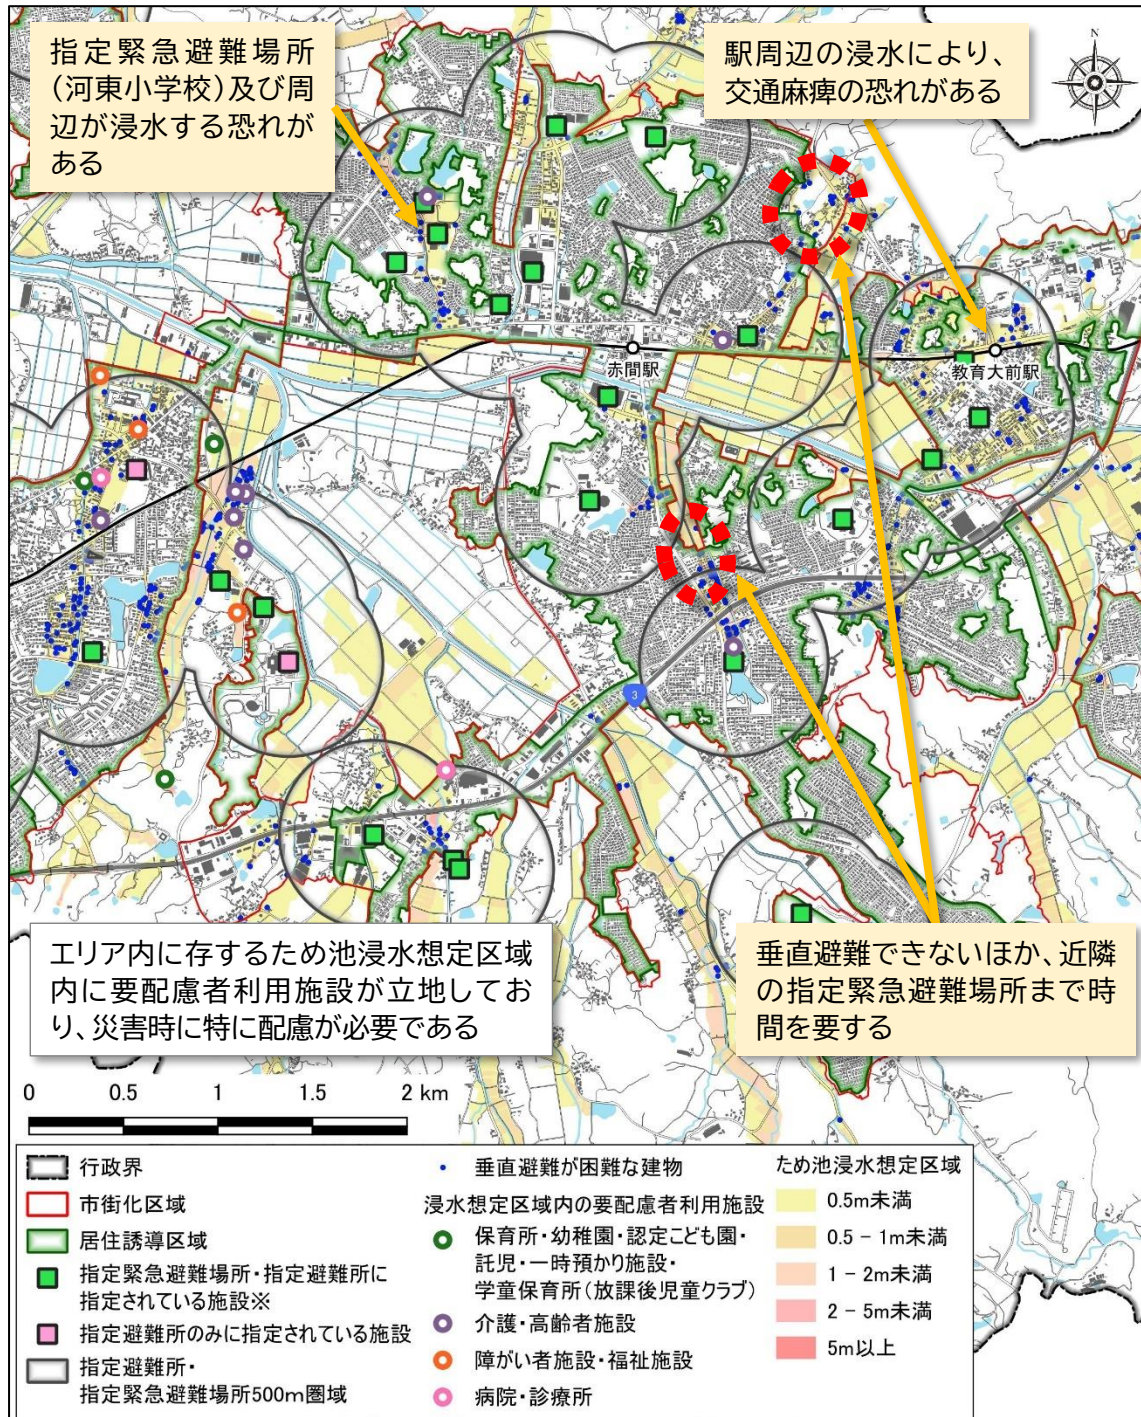 指定緊急避難場所
(河東小学校)及び周
辺が浸水する恐れが
ある
駅周辺の浸水により、
交通麻痺の恐れがある
N
赤間駅
教育大前駅
3
エリア内に存するため池浸水想定区域
内に要配慮者利用施設が立地してお
り、災害時に特に配慮が必要である
垂直避難できないほか、近隣
の指定緊急避難場所まで時
間を要する
0 0.5 1 1.5 2 km
行政界
市街化区域
居住誘導区域
指定緊急避難場所・指定避難所に
指定されている施設※
指定避難所のみに指定されている施設
指定避難所・
指定緊急避難場所500m圏域
垂直避難が困難な建物
浸水想定区域内の要配慮者利用施設
保育所・幼稚園・認定こども園・
託児・一時預かり施設・
学童保育所(放課後児童クラブ)
介護・高齢者施設
障がい者施設・福祉施設
病院・診療所
ため池浸水想定区域
0.5m未満
0.5 - 1m未満
1 - 2m未満
2 - 5m未満
5m以上